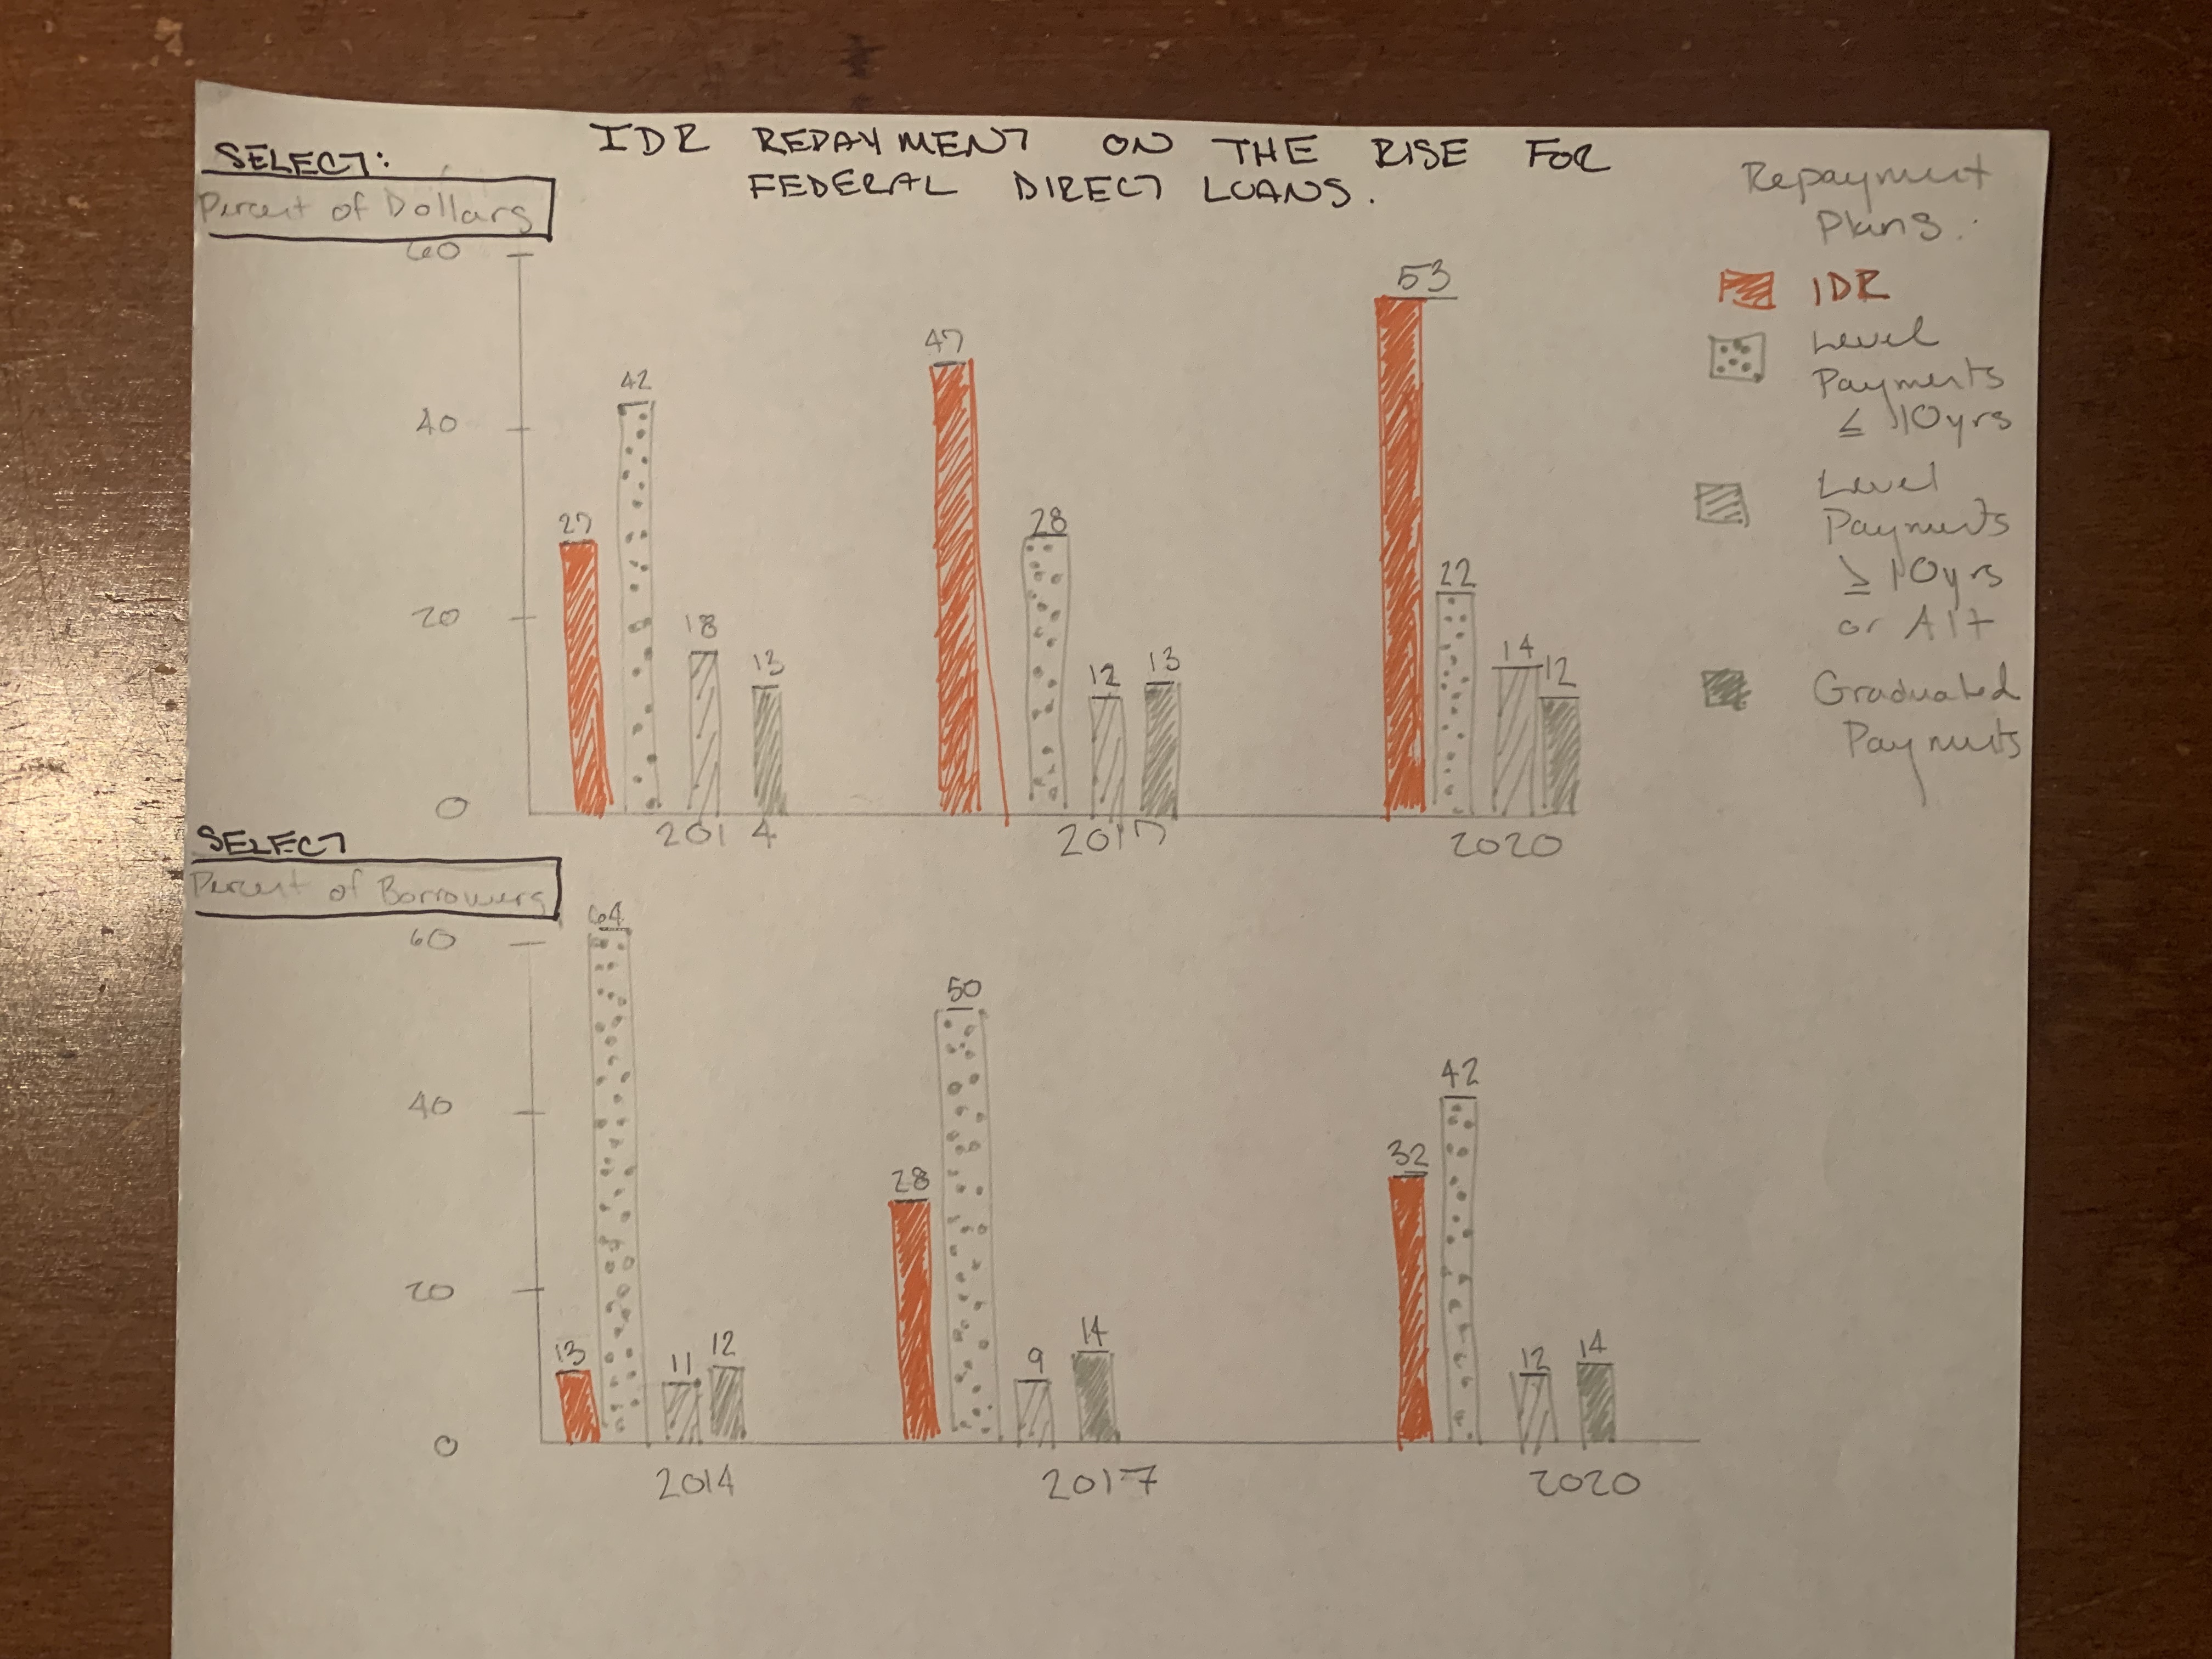 SELECT:
IDR REPAYMENT ON THE RISE FOR
FEDERAL DIRECT LOANS.
Percent of Dollars
Repayment
Plans:
IDR
Level
Payments
≤ 10yrs
Level
Payments
≥ 10yrs
or Alt
Graduated
Payments
60
40
20
0
27
42
18
13
47
28
12
13
53
22
14
12
2014
2017
2020
SELECT
Percent of Borrowers
60
40
20
0
13
64
11
12
28
50
9
14
32
42
12
14
2014
2017
2020